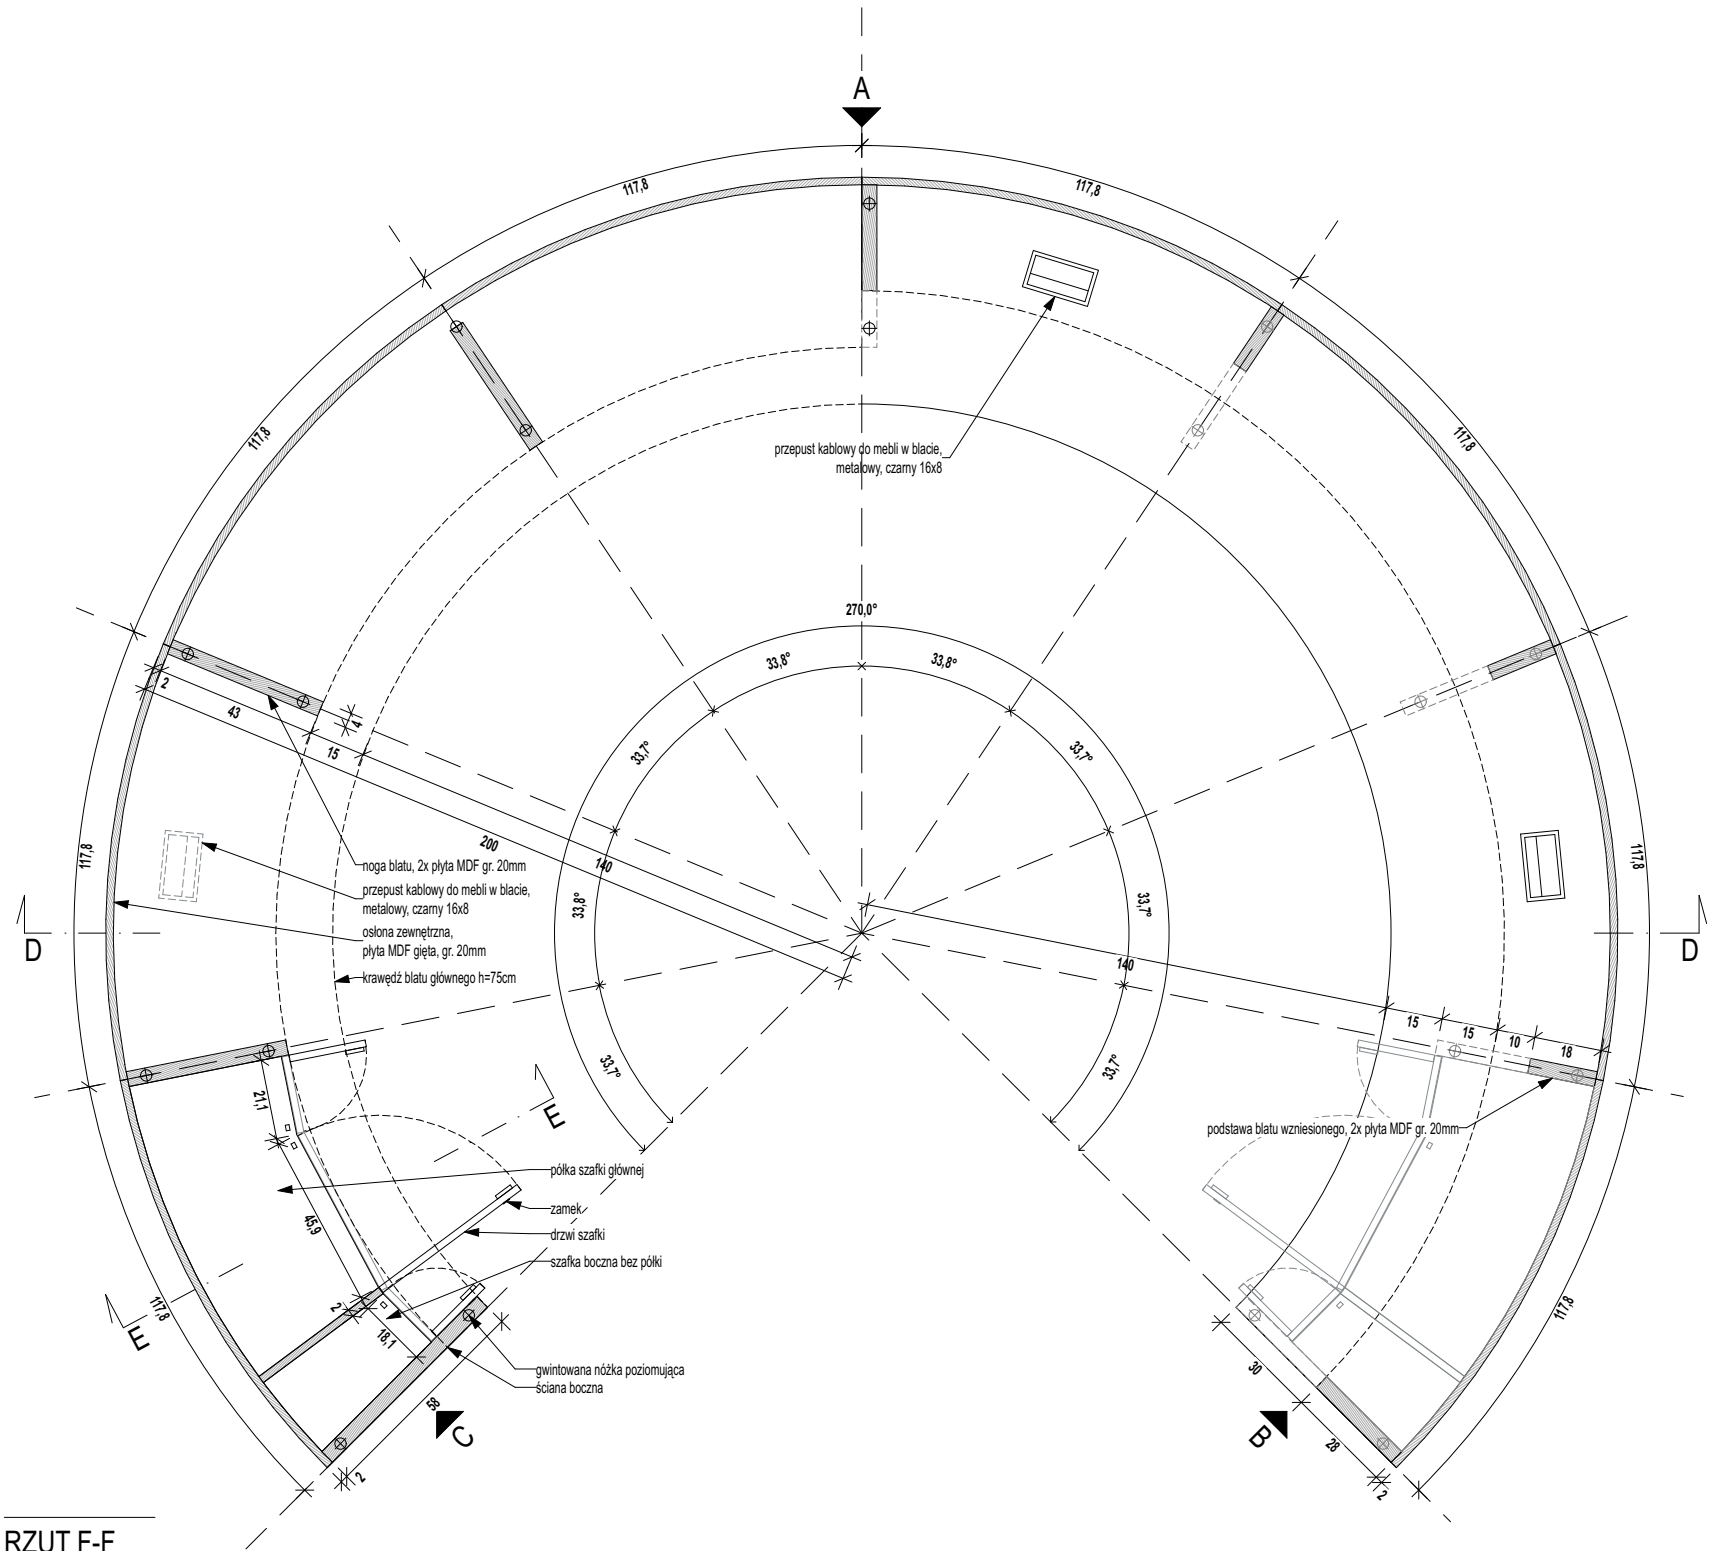 A
117,8
117,8
117,8
117,8
przepust kablowy do mebli w blacie,
metalowy, czarny 16x8
270,0°
33,8°
33,8°
2
43
4
15
33,7°
33,7°
200
140
117,8
117,8
noga blatu, 2x płyta MDF gr. 20mm
przepust kablowy do mebli w blacie,
metalowy, czarny 16x8
osłona zewnętrzna,
płyta MDF gięta, gr. 20mm
krawędź blatu głównego h=75cm
33,8°
33,7°
D
D
140
15
15
10
18
33,7°
33,7°
21,1
E
podstawa blatu wzniesionego, 2x płyta MDF gr. 20mm
półka szafki głównej
zamek
drzwi szafki
szafka boczna bez półki
45,9
117,8
E
2
18,1
117,8
gwintowana nóżka poziomująca
ściana boczna
58
C
2
30
B
28
2
RZUT F-F